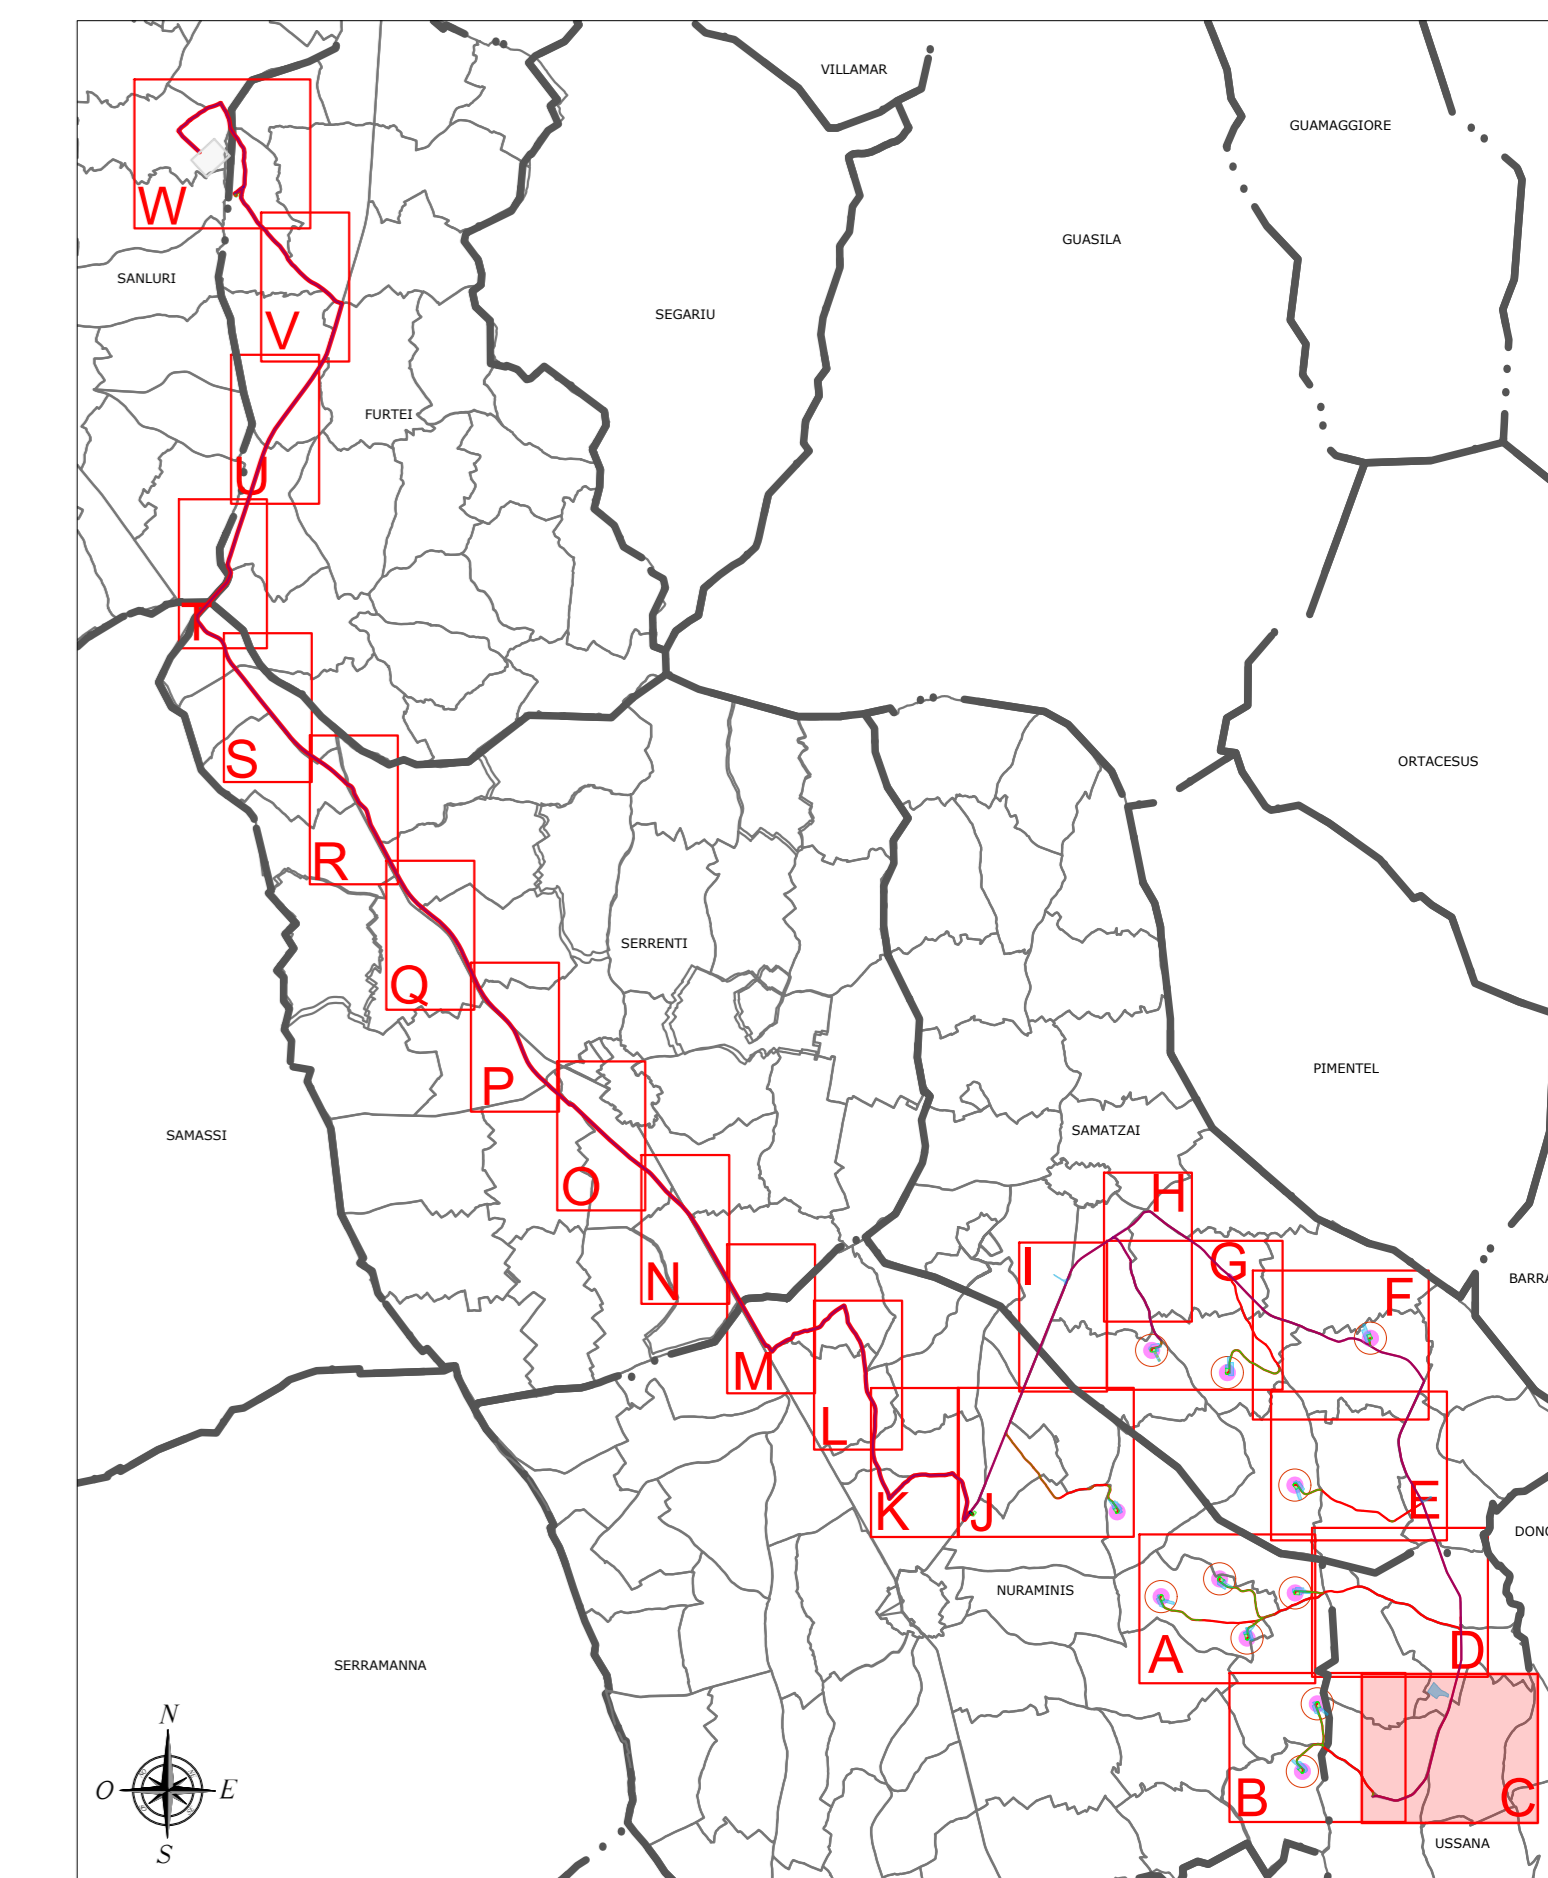 VILLAMAR
GUAMAGGIORE
W
GUASILA
SANLURI
SEGARIU
V
FURTEI
U
T
S
ORTACESUS
R
SERRENTI
Q
PIMENTEL
P
SAMATZAI
SAMASSI
O
H
I
G
N
BARRA
F
M
L
K
J
E
DONO
NURAMINIS
A
D
SERRAMANNA
B
C
USSANA
N
O
E
S